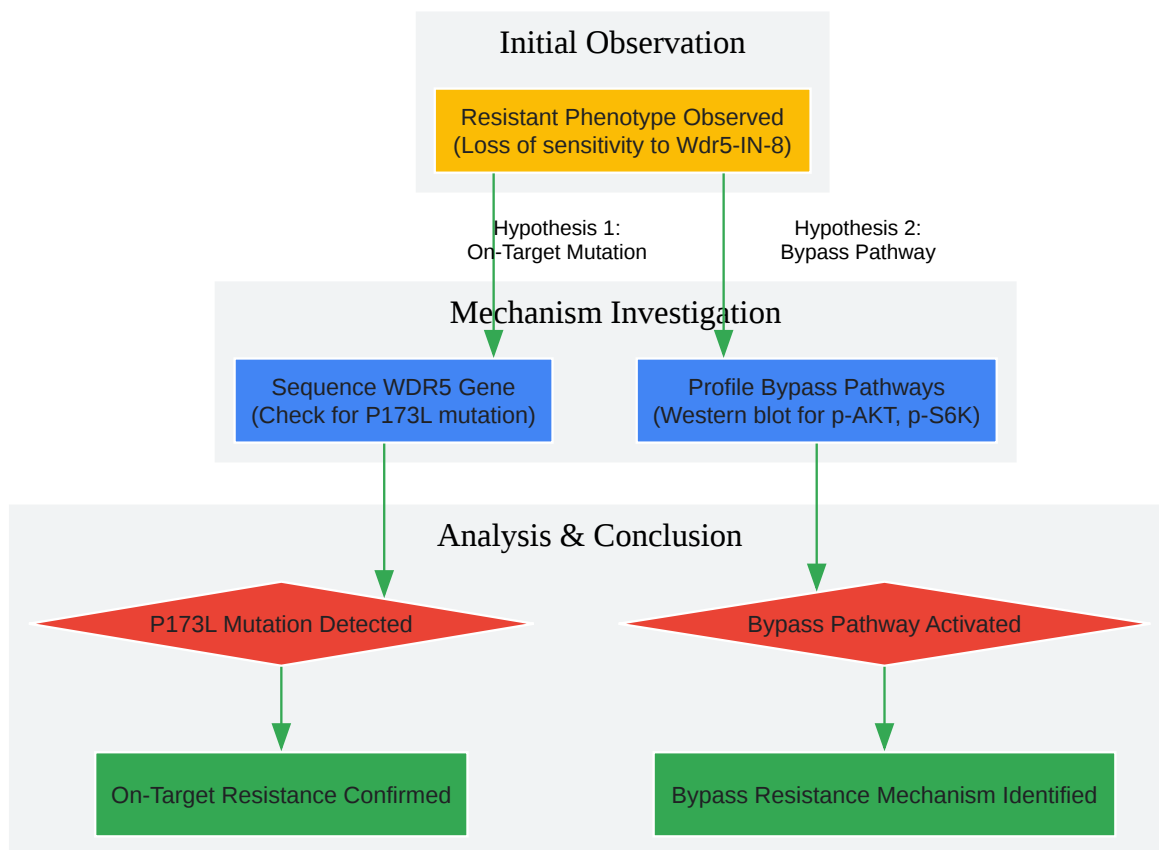 Initial Observation
Resistant Phenotype Observed
(Loss of sensitivity to Wdr5-IN-8)
Hypothesis 1:
On-Target Mutation
Hypothesis 2:
Bypass Pathway
Mechanism Investigation
Sequence WDR5 Gene
(Check for P173L mutation)
Profile Bypass Pathways
(Western blot for p-AKT, p-S6K)
Analysis & Conclusion
P173L Mutation Detected
Bypass Pathway Activated
On-Target Resistance Confirmed
Bypass Resistance Mechanism Identified